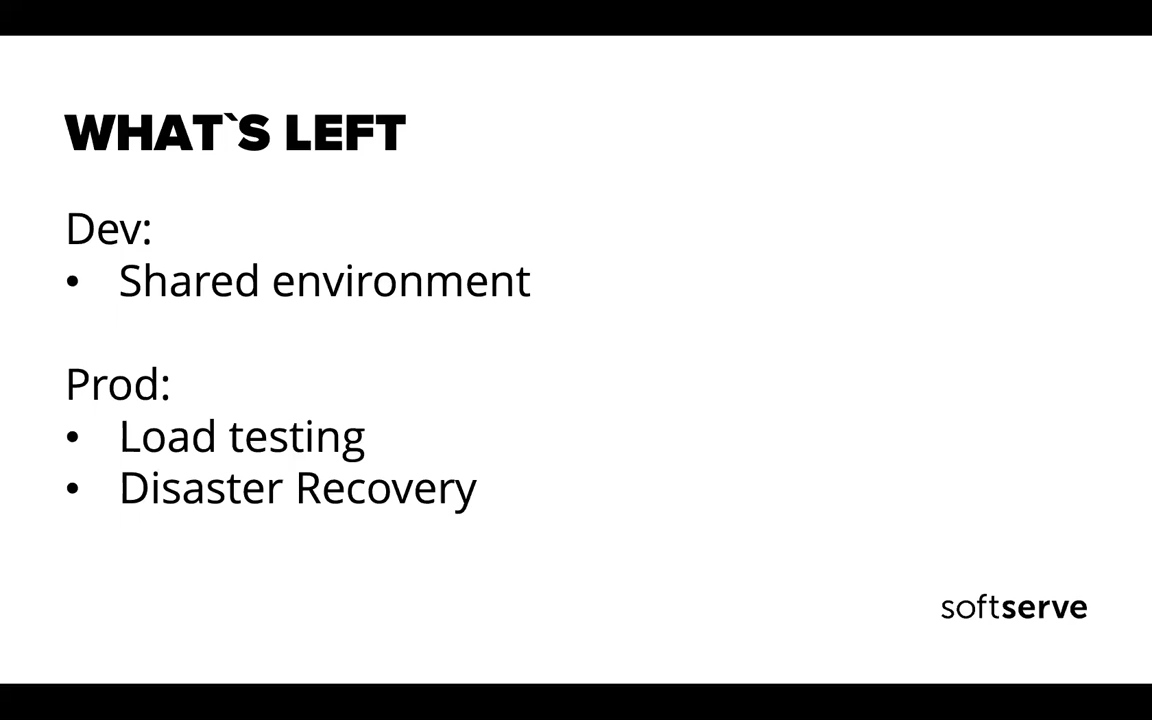 WHAT`S LEFT
Dev:
• Shared environment
Prod:
• Load testing
• Disaster Recovery
softserve